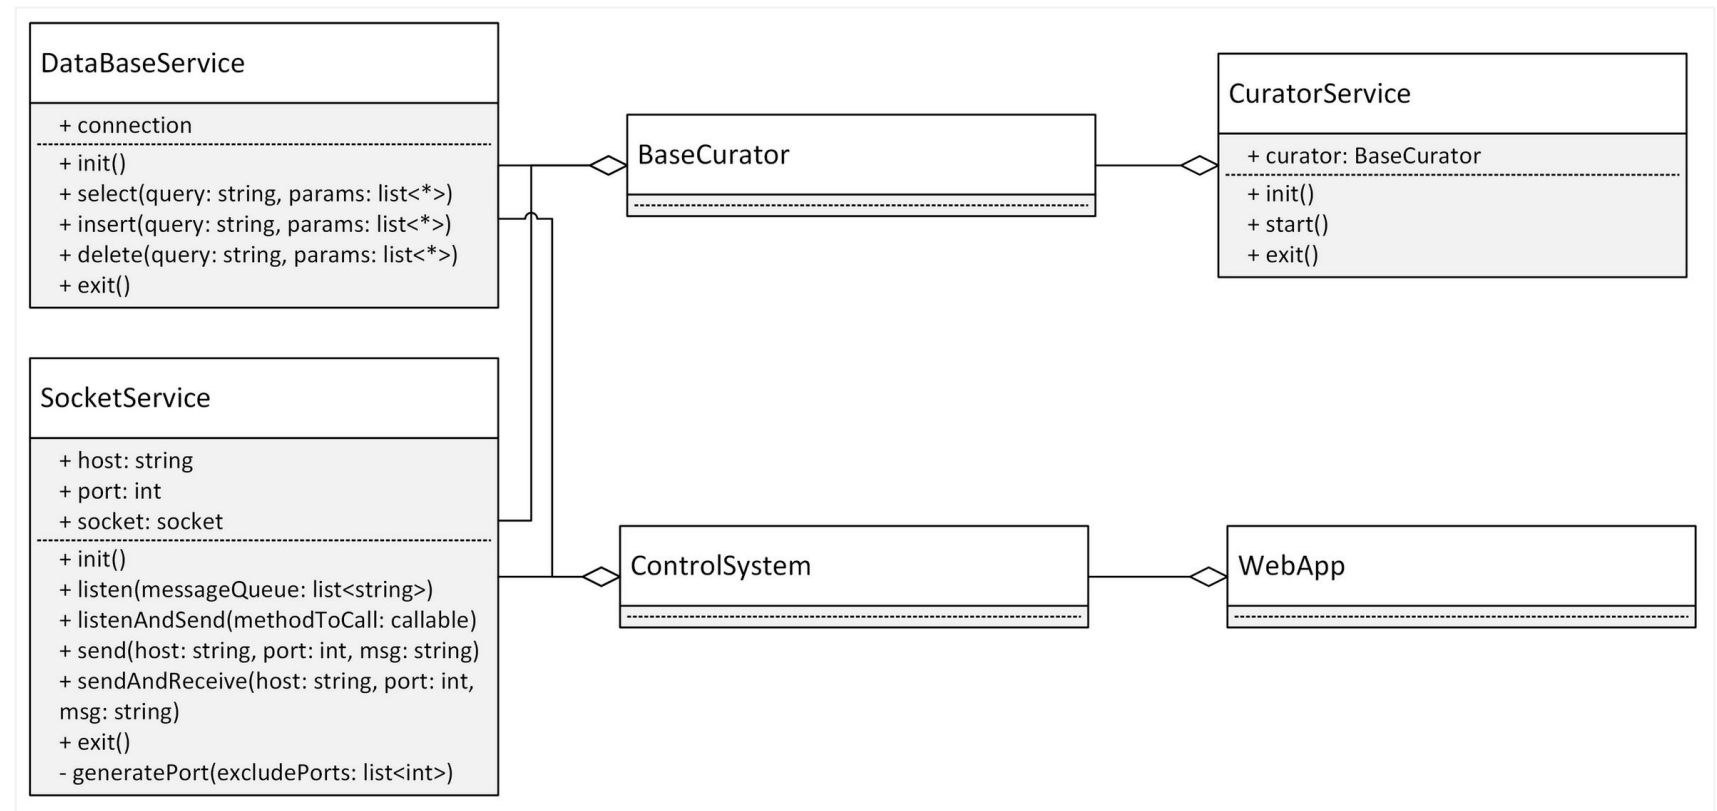 DataBaseService
+ connection
+ init()
+ select(query: string, params: list<*>)
+ insert(query: string, params: list<*>)
+ delete(query: string, params: list<*>)
+ exit()
BaseCurator
CuratorService
+ curator: BaseCurator
+ init()
+ start()
+ exit()
SocketService
+ host: string
+ port: int
+ socket: socket
+ init()
+ listen(messageQueue: list<string>)
+ listenAndSend(methodToCall: callable)
+ send(host: string, port: int, msg: string)
+ sendAndReceive(host: string, port: int,
msg: string)
+ exit()
- generatePort(excludePorts: list<int>)
ControlSystem
WebApp